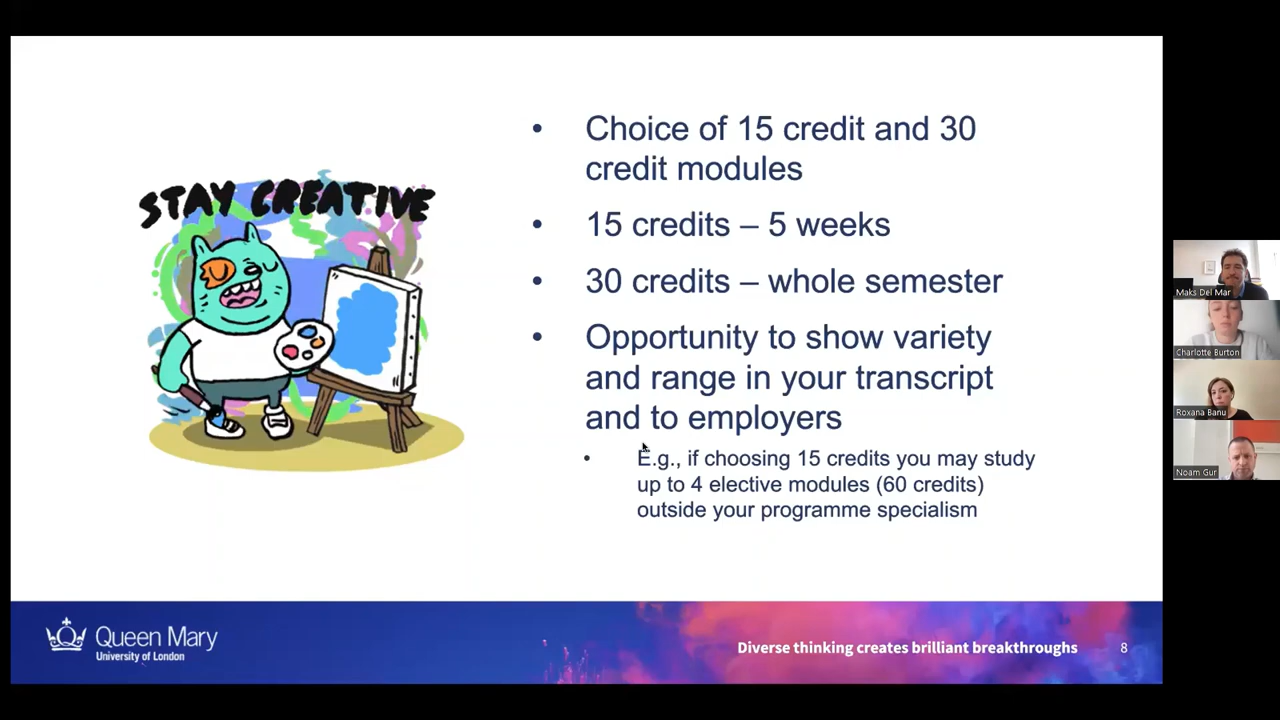 STAY CREATIVE
• Choice of 15 credit and 30
credit modules
• 15 credits – 5 weeks
• 30 credits – whole semester
• Opportunity to show variety
and range in your transcript
and to employers
• E.g., if choosing 15 credits you may study
up to 4 elective modules (60 credits)
outside your programme specialism
Maks Del Mar
Charlotte Burton
Roxana Banu
Noam Gur
Queen Mary
University of London
Diverse thinking creates brilliant breakthroughs
8